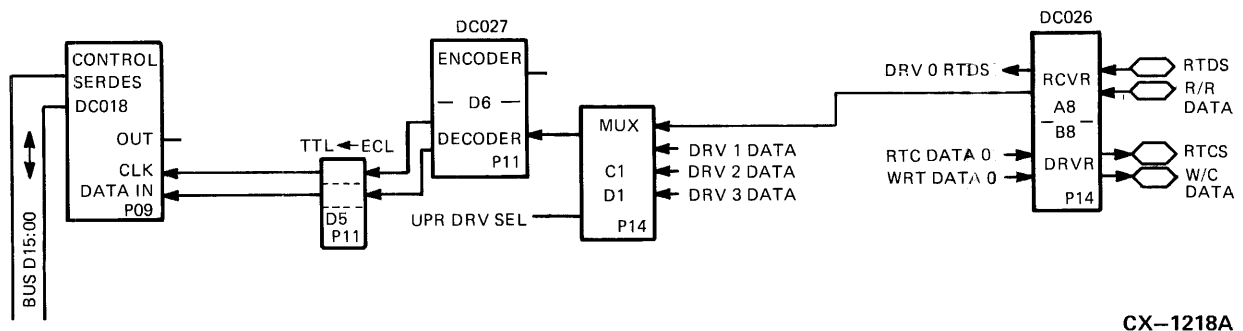 DC018 CONTROL
SERDES
DC018
OUT
CLK
DATA IN
P09
BUS D15:00
TTL ← ECL
D5
P11
DC027
ENCODER
D6
DECODER
P11
MUX
C1
D1
P14
UPR DRV SEL
DRV 1 DATA
DRV 2 DATA
DRV 3 DATA
DC026
DRV 0 RTDS
RCVR
A8
B8
DRVR
P14
RTC DATA 0
WRT DATA 0
RTDS
R/R
DATA
RTCS
W/C
DATA
CX–1218A